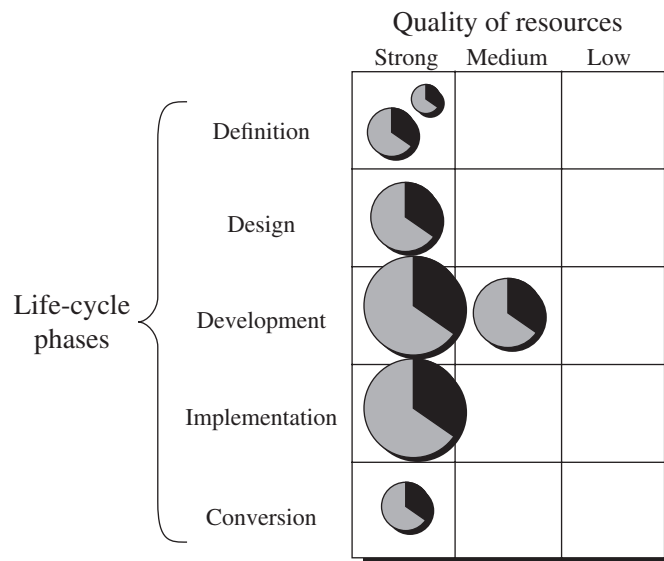 Quality of resources
Strong Medium Low
Definition
Design
Life-cycle
phases
Development
Implementation
Conversion